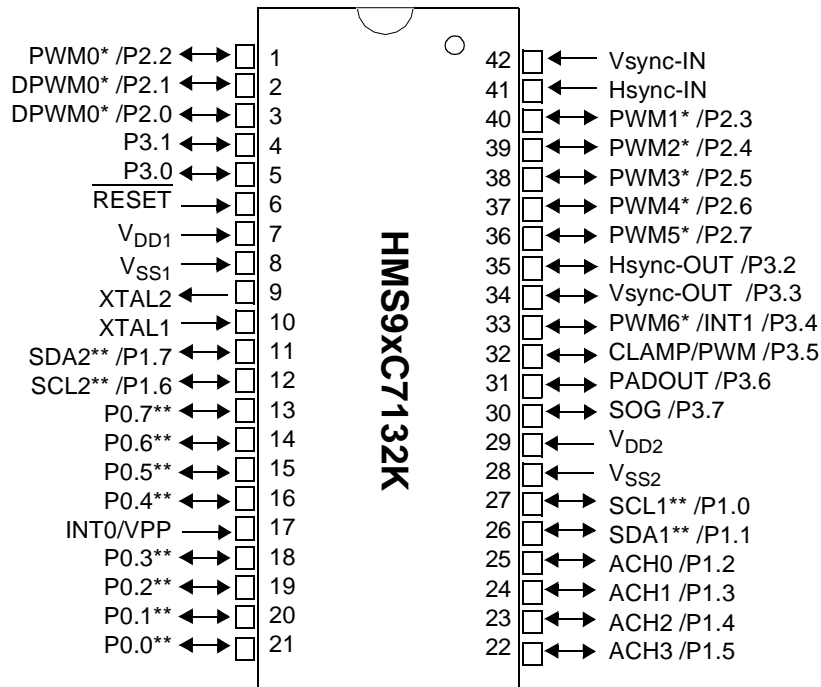 PWM0* /P2.2 1
DPWM0* /P2.1 2
DPWM0* /P2.0 3
P3.1 4
P3.0 5
RESET 6
VDD1 7
VSS1 8
XTAL2 9
XTAL1 10
SDA2** /P1.7 11
SCL2** /P1.6 12
P0.7** 13
P0.6** 14
P0.5** 15
P0.4** 16
INT0/VPP 17
P0.3** 18
P0.2** 19
P0.1** 20
P0.0** 21
HMS9xC7132K
42 Vsync-IN
41 Hsync-IN
40 PWM1* /P2.3
39 PWM2* /P2.4
38 PWM3* /P2.5
37 PWM4* /P2.6
36 PWM5* /P2.7
35 Hsync-OUT /P3.2
34 Vsync-OUT /P3.3
33 PWM6* /INT1 /P3.4
32 CLAMP/PWM /P3.5
31 PADOUT /P3.6
30 SOG /P3.7
29 VDD2
28 VSS2
27 SCL1** /P1.0
26 SDA1** /P1.1
25 ACH0 /P1.2
24 ACH1 /P1.3
23 ACH2 /P1.4
22 ACH3 /P1.5